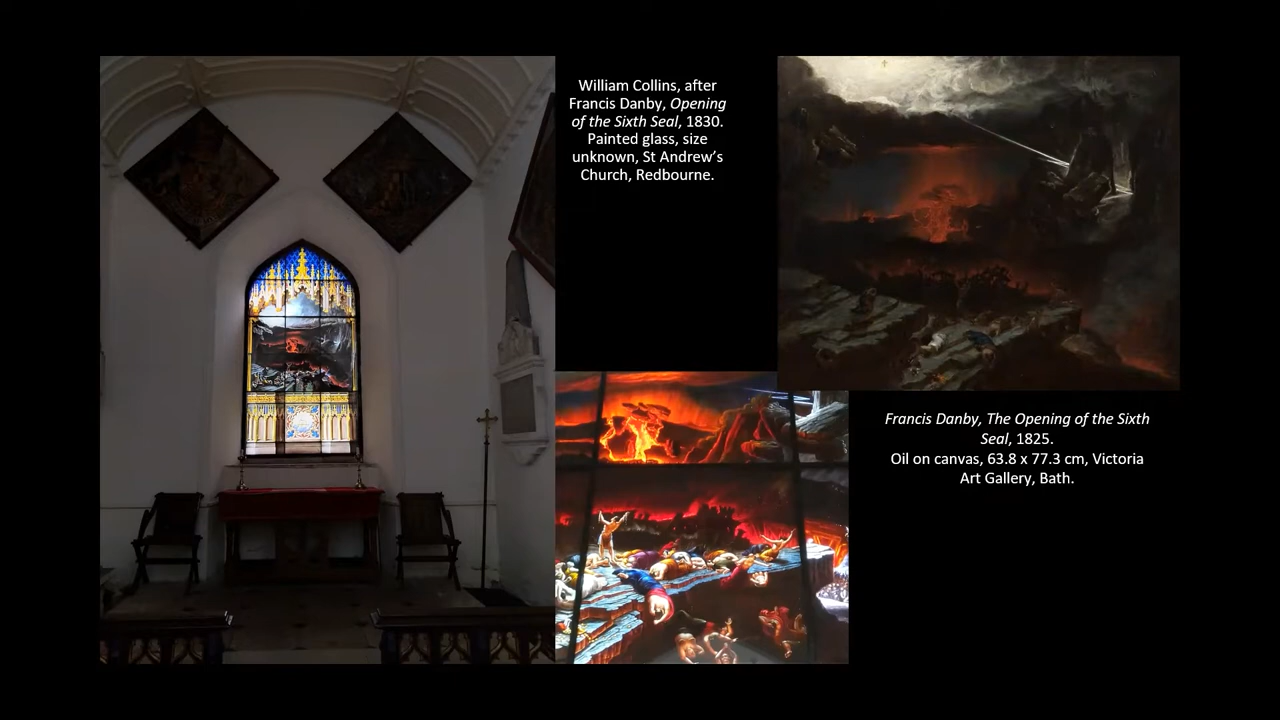 William Collins, after
Francis Danby, Opening
of the Sixth Seal, 1830.
Painted glass, size
unknown, St Andrew’s
Church, Redbourne.
Francis Danby, The Opening of the Sixth
Seal, 1825.
Oil on canvas, 63.8 x 77.3 cm, Victoria
Art Gallery, Bath.